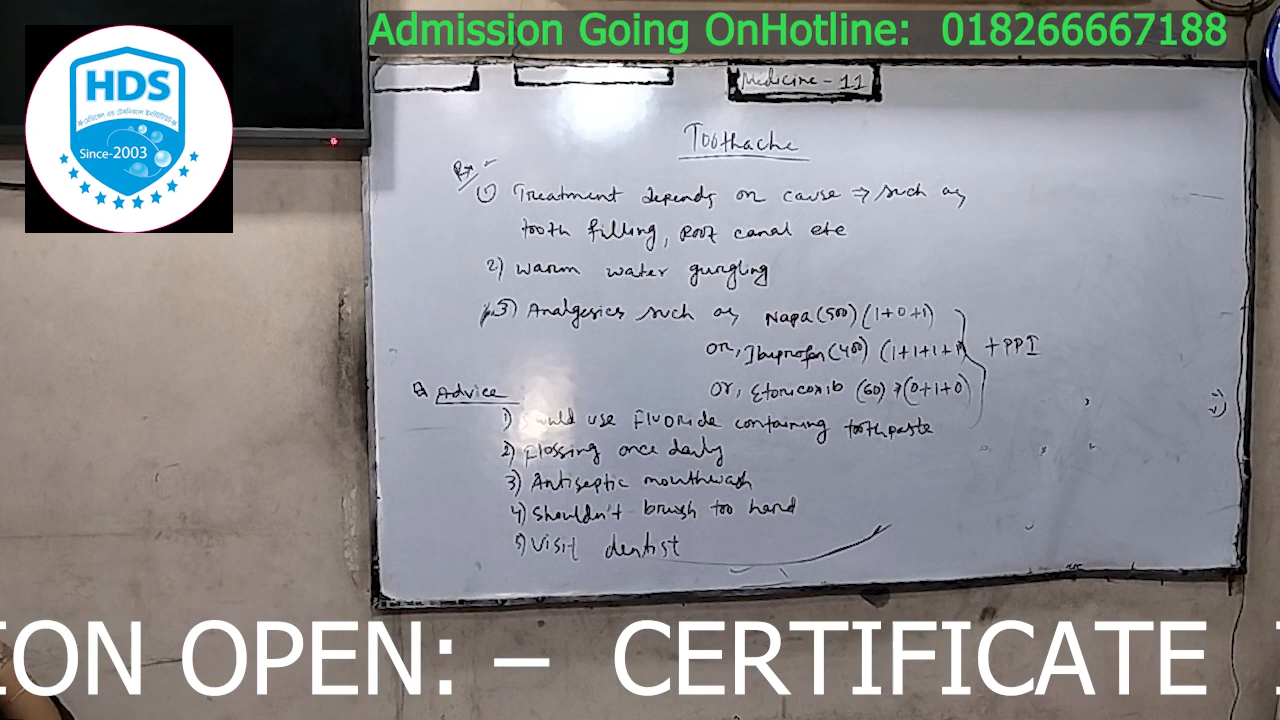 Admission Going OnHotline: 018266667188
HDS
Since-2003
Medicine - 11
Toothache
Rx
1) Treatment depends on cause ⇒ such as
tooth filling, Root canal etc
2) Warm water gurgling
3) Analgesics such as, Napa (500) (1+0+1)
or, Ibuprofen (400) (1+1+1+1)
+ PPI
or, Etoricoxib (60) → (0+1+0)
Advice
1) Should use Fluoride containing toothpaste
2) Flossing once daily
3) Antiseptic mouthwash
4) Shouldn't brush too hard
5) Visit dentist
ION OPEN: – CERTIFICATE